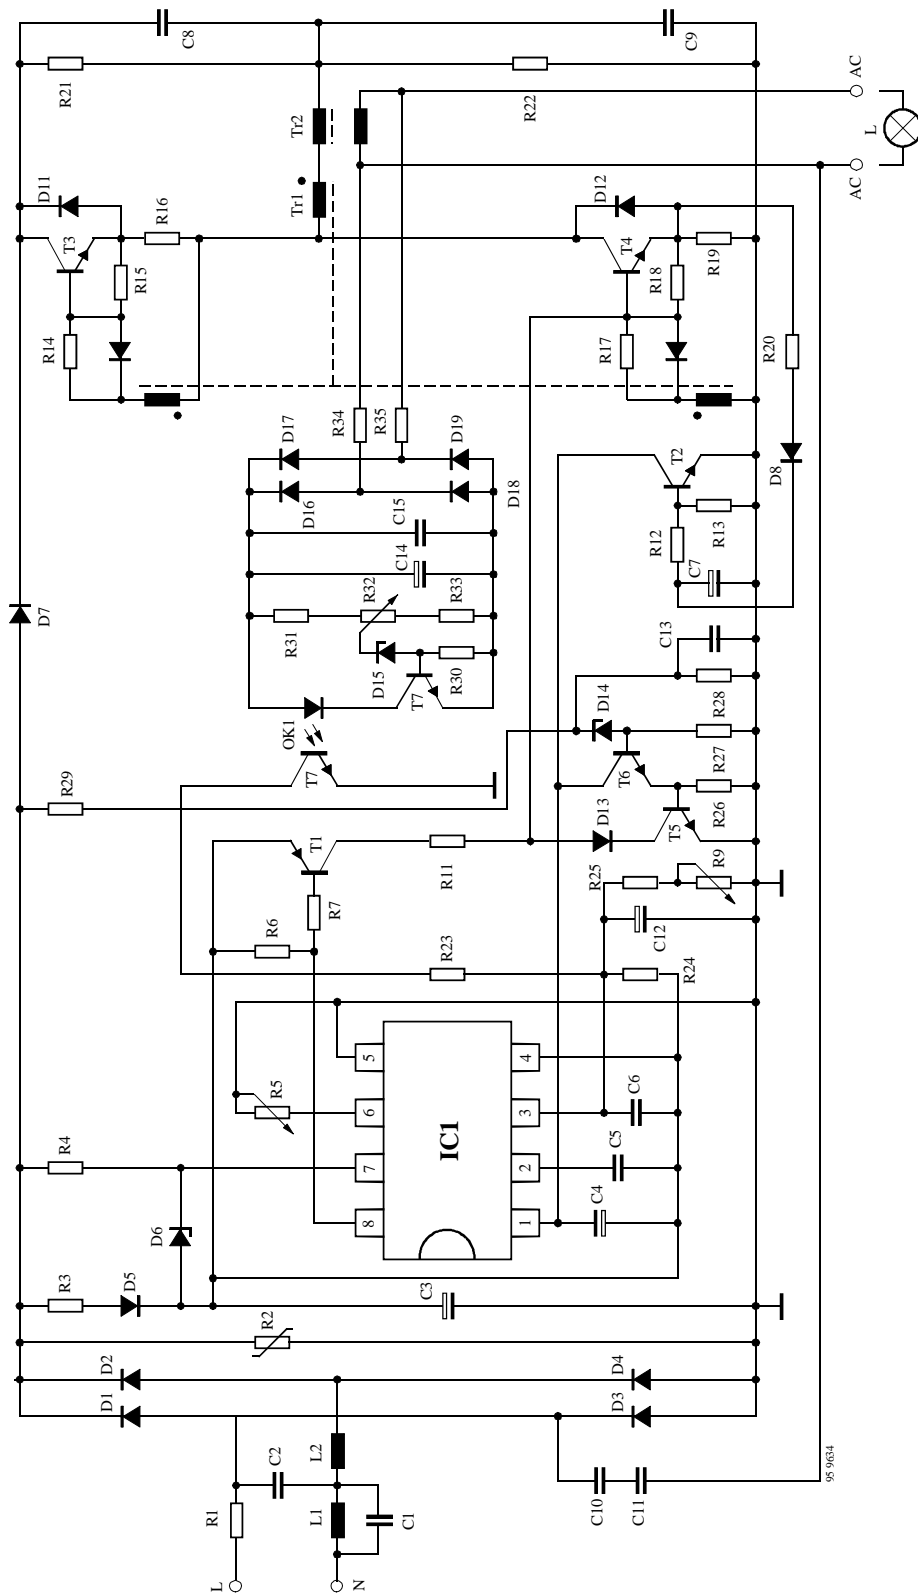 C8
C9
R21
R22
AC
Tr2
L
D11
Tr1
D12
AC
R16
T3
T4
R19
R15
R18
R14
R17
R20
D17
R34
R35
D19
T2
D8
D16
C15
D18
R12
R13
C14
C7
D7
R31
R32
R33
C13
D15
R30
D14
R28
T7
OK1
T7
T6
R27
R29
D13
R26
T5
T1
R11
R25
R9
R7
C12
R6
R23
R24
5
4
R5
6
IC1
3
C6
R4
7
2
C5
8
1
C4
D6
R3
D5
C3
R2
D2
D4
D1
D3
C2
L2
95 9634
R1
L1
C10
C11
C1
L
N